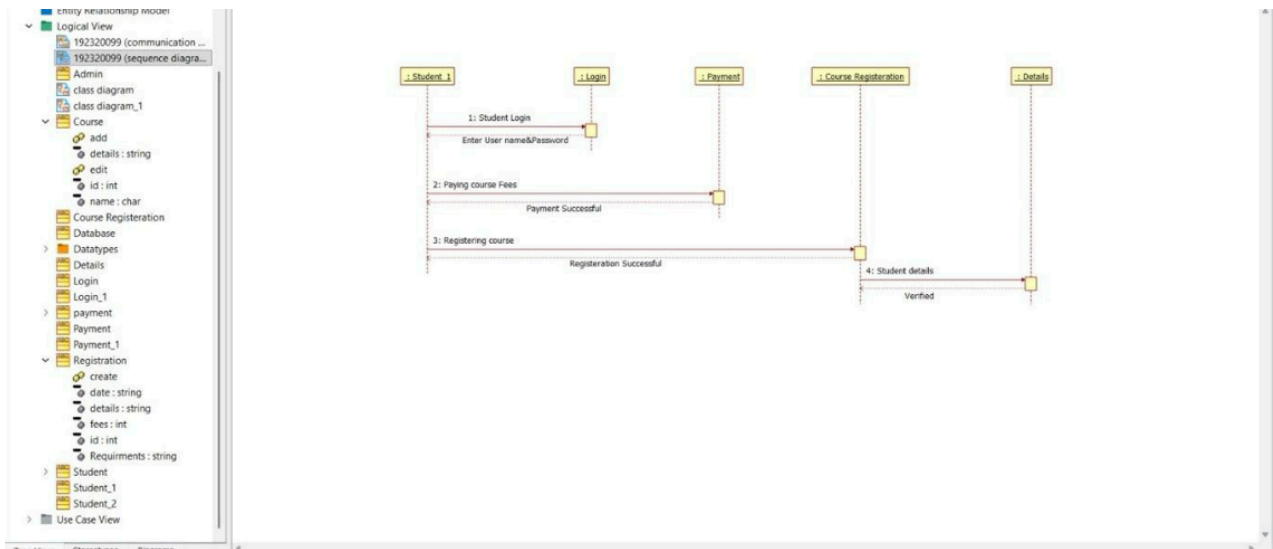 Entity Relationship Model
Logical View
192320099 (communication ...
192320099 (sequence diagra...
Admin
class diagram
class diagram_1
Course
add
details : string
edit
id : int
name : char
Course Registeration
Database
Datatypes
Details
Login
Login_1
payment
Payment
Payment_1
Registration
create
date : string
details : string
fees : int
id : int
Requirments : string
Student
Student_1
Student_2
Use Case View
: Student_1
: Login
: Payment
: Course Registeration
: Details
1: Student Login
Enter User name&Password
2: Paying course Fees
Payment Successful
3: Registering course
Registeration Successful
4: Student details
Verified